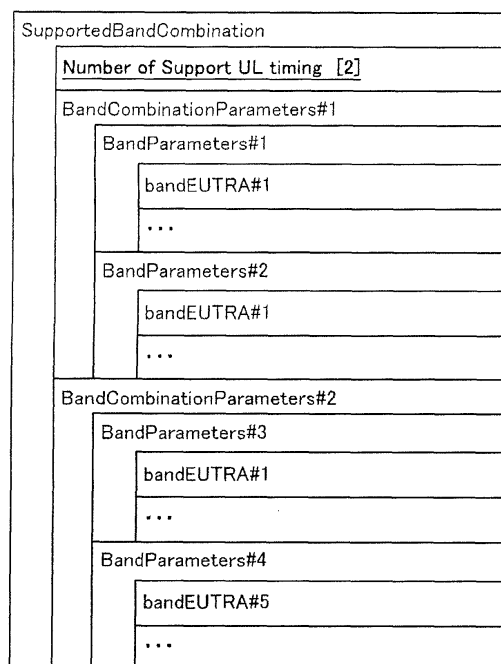 SupportedBandCombination
Number of Support UL timing [2]
BandCombinationParameters#1
BandParameters#1
bandEUTRA#1
...
BandParameters#2
bandEUTRA#1
...
BandCombinationParameters#2
BandParameters#3
bandEUTRA#1
...
BandParameters#4
bandEUTRA#5
...